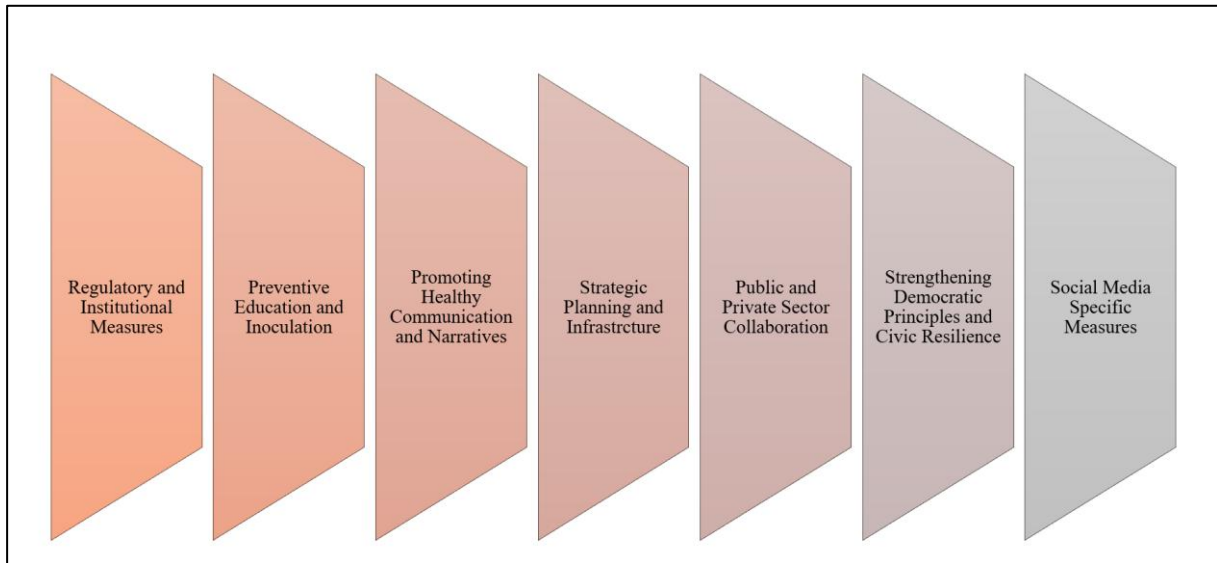 Regulatory and
Institutional
Measures
Preventive
Education and
Inoculation
Promoting
Healthy
Communication
and Narratives
Strategic
Planning and
Infrastrcture
Public and
Private Sector
Collaboration
Strengthening
Democratic
Principles and
Civic Resilience
Social Media
Specific
Measures